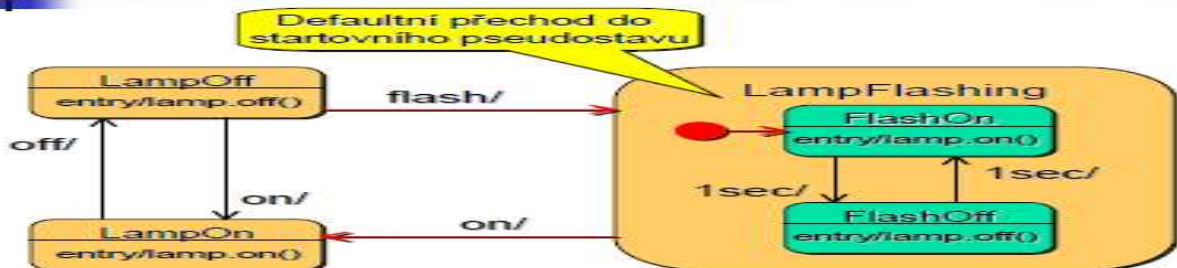 Defaultní přechod do
startovního pseudostavu
LampOff
entry/lamp.off()
flash/
LampFlashing
FlashOn
entry/lamp.on()
off/
on/
1sec/
1sec/
LampOn
entry/lamp.on()
on/
FlashOff
entry/lamp.off()